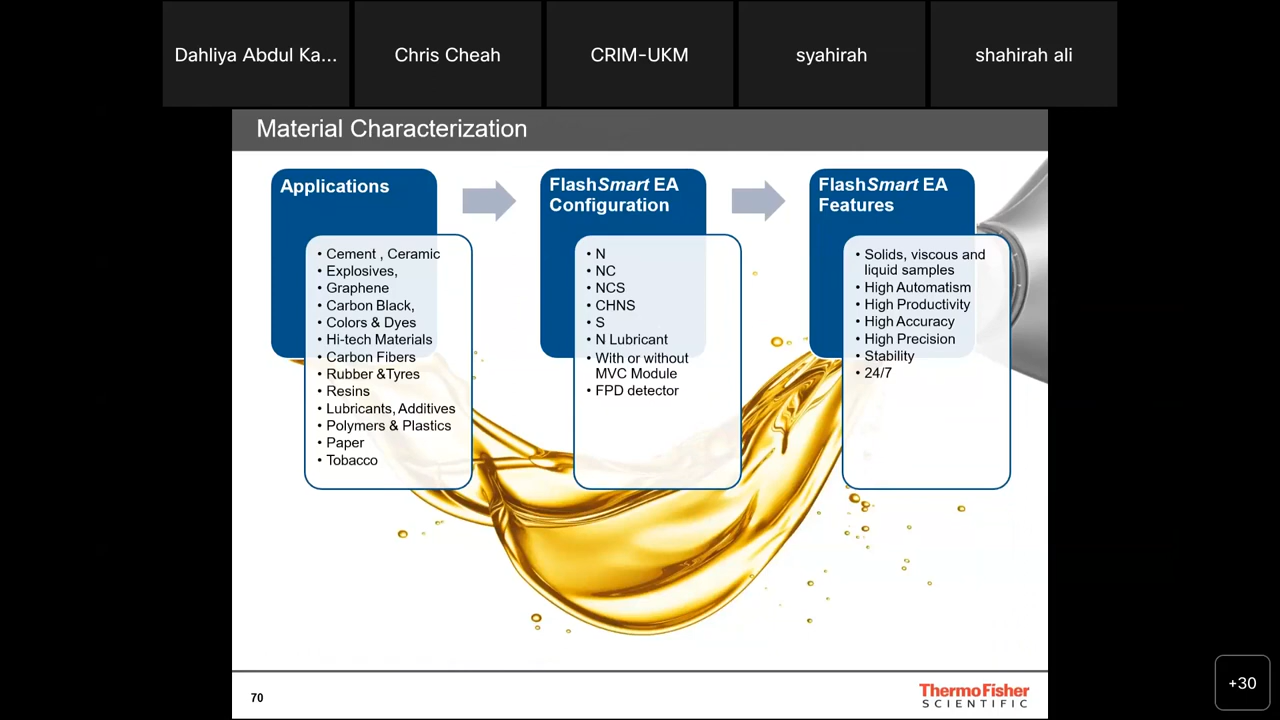 Dahliya Abdul Ka...
Chris Cheah
CRIM-UKM
syahirah
shahirah ali
Material Characterization
Applications
• Cement , Ceramic
• Explosives,
• Graphene
• Carbon Black,
• Colors & Dyes
• Hi-tech Materials
• Carbon Fibers
• Rubber &Tyres
• Resins
• Lubricants, Additives
• Polymers & Plastics
• Paper
• Tobacco
FlashSmart EA
Configuration
• N
• NC
• NCS
• CHNS
• S
• N Lubricant
• With or without
MVC Module
• FPD detector
FlashSmart EA
Features
• Solids, viscous and
liquid samples
• High Automatism
• High Productivity
• High Accuracy
• High Precision
• Stability
• 24/7
70
ThermoFisher
SCIENTIFIC
+30